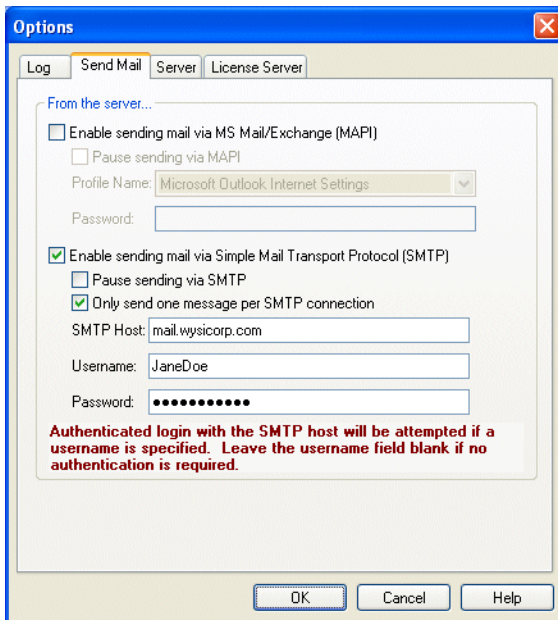 Options
Log Send Mail Server License Server
From the server...
Enable sending mail via MS Mail/Exchange (MAPI)
Pause sending via MAPI
Profile Name: Microsoft Outlook Internet Settings
Password:
Enable sending mail via Simple Mail Transport Protocol (SMTP)
Pause sending via SMTP
Only send one message per SMTP connection
SMTP Host: mail.wysicorp.com
Username: JaneDoe
Password: ●●●●●●●●●●●
Authenticated login with the SMTP host will be attempted if a
username is specified. Leave the username field blank if no
authentication is required.
OK Cancel Help